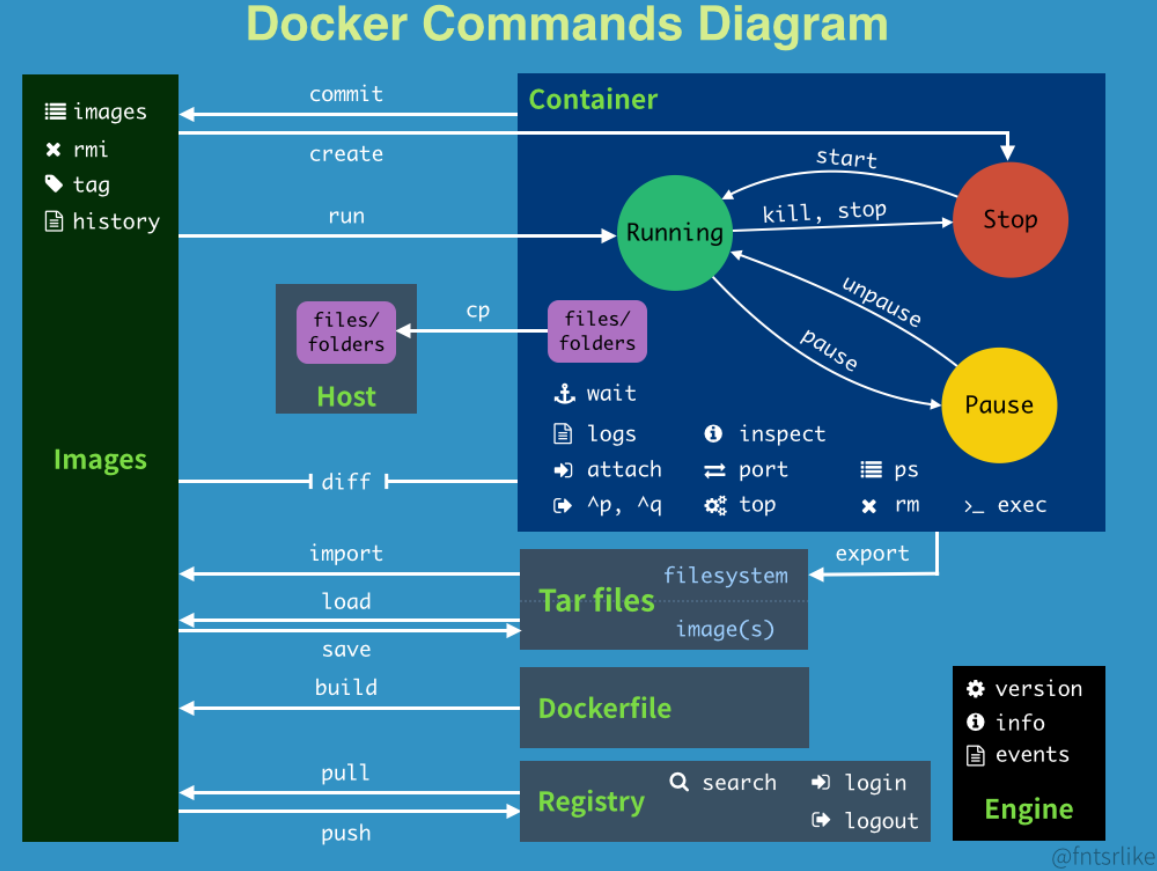 Docker Commands Diagram
images
rmi
tag
history
Images
commit
create
run
Container
start
kill, stop
Running
Stop
unpause
pause
Pause
cp
files/
folders
Host
files/
folders
wait
logs
inspect
attach
port
ps
^p, ^q
top
rm
>_ exec
diff
import
export
load
save
Tar files
filesystem
image(s)
build
Dockerfile
pull
push
Registry
search
login
logout
version
info
events
Engine
@fntsrlike